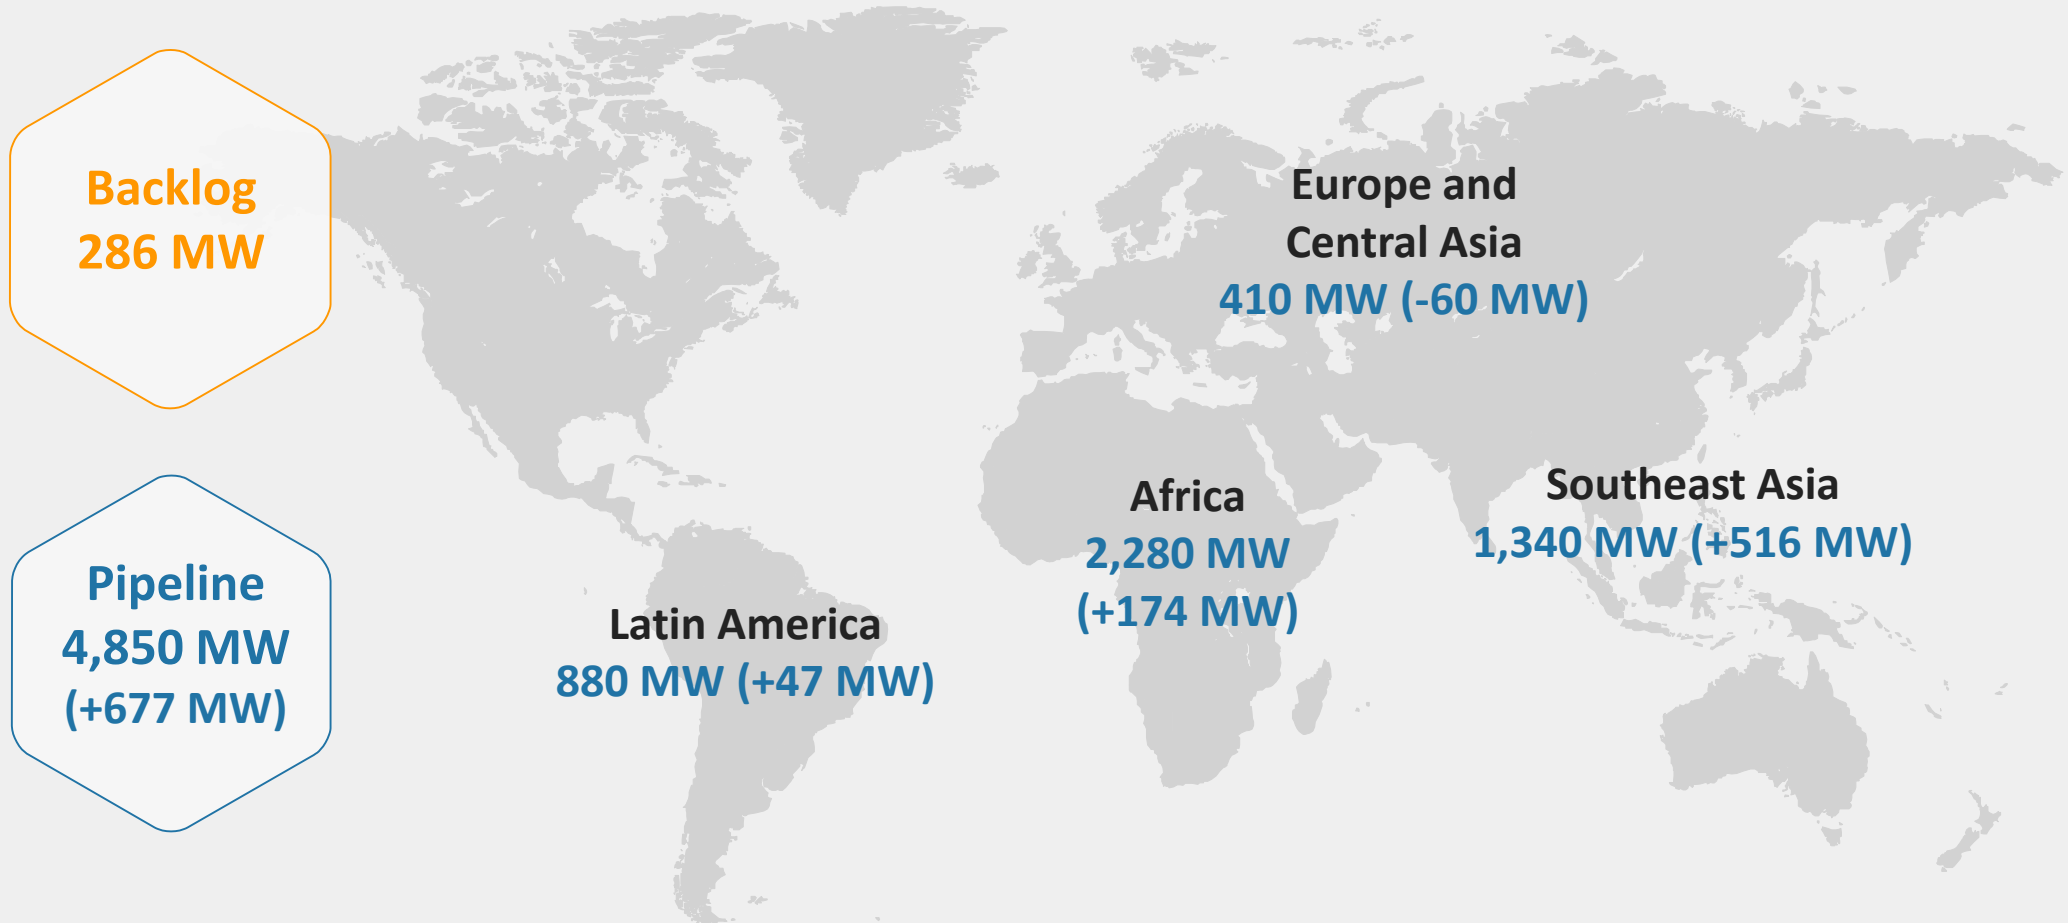 Backlog
286 MW
Pipeline
4,850 MW
(+677 MW)
Europe and
Central Asia
410 MW (-60 MW)
Africa
2,280 MW
(+174 MW)
Southeast Asia
1,340 MW (+516 MW)
Latin America
880 MW (+47 MW)